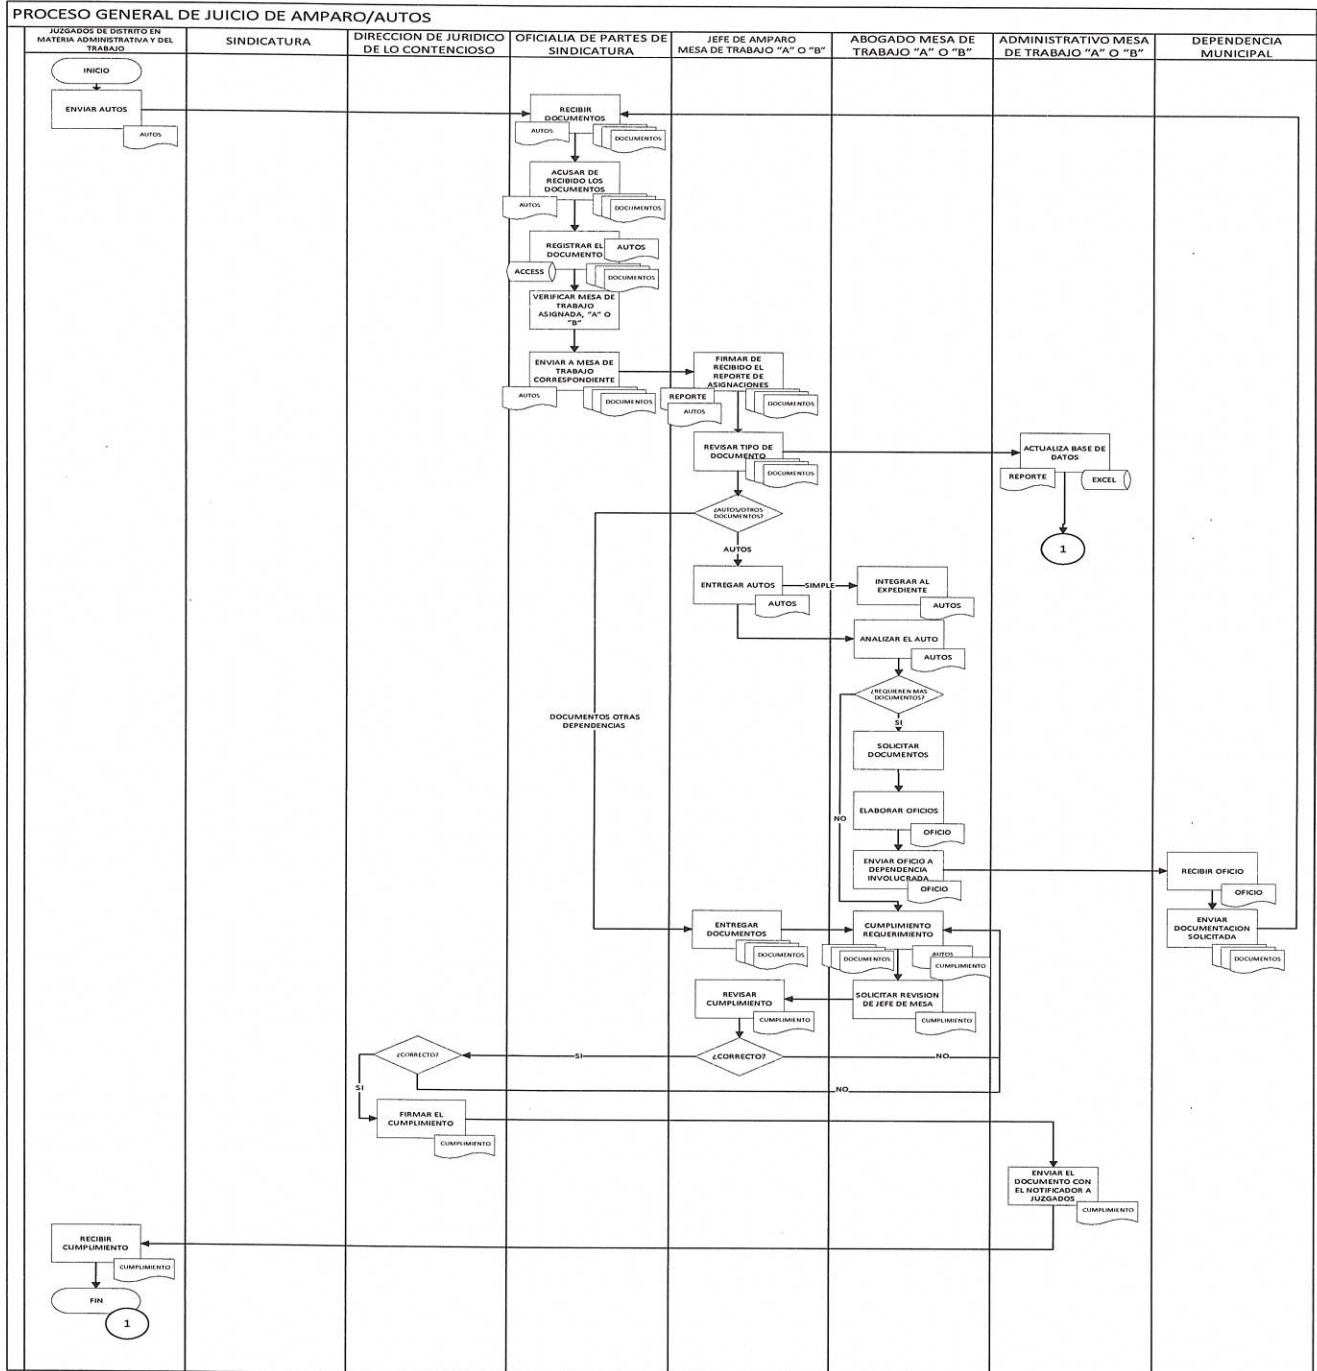 PROCESO GENERAL DE JUICIO DE AMPARO/AUTOS
JUZGADOS DE DISTRITO EN
MATERIA ADMINISTRATIVA Y DEL
TRABAJO
SINDICATURA
DIRECCION DE JURIDICO
DE LO CONTENCIOSO
OFICIALIA DE PARTES DE
SINDICATURA
JEFE DE AMPARO
MESA DE TRABAJO "A" O "B"
ABOGADO MESA DE
TRABAJO "A" O "B"
ADMINISTRATIVO MESA
DE TRABAJO "A" O "B"
DEPENDENCIA
MUNICIPAL
INICIO
ENVIAR AUTOS
AUTOS
RECIBIR
DOCUMENTOS
AUTOS
DOCUMENTOS
ACUSAR DE
RECIBIDO LOS
DOCUMENTOS
AUTOS
DOCUMENTOS
REGISTRAR EL
DOCUMENTO
AUTOS
ACCESS
DOCUMENTOS
VERIFICAR MESA DE
TRABAJO
ASIGNADA, "A" O
"B"
ENVIAR A MESA DE
TRABAJO
CORRESPONDIENTE
AUTOS
DOCUMENTOS
FIRMAR DE
RECIBIDO EL
REPORTE DE
ASIGNACIONES
REPORTE
AUTOS
DOCUMENTOS
REVISAR TIPO DE
DOCUMENTO
DOCUMENTOS
ACTUALIZA BASE DE
DATOS
REPORTE
EXCEL
1
¿AUTOS/OTROS
DOCUMENTOS?
AUTOS
ENTREGAR AUTOS
AUTOS
SIMPLE
INTEGRAR AL
EXPEDIENTE
AUTOS
ANALIZAR EL AUTO
AUTOS
¿REQUIEREN MAS
DOCUMENTOS?
SI
DOCUMENTOS OTRAS
DEPENDENCIAS
SOLICITAR
DOCUMENTOS
ELABORAR OFICIOS
OFICIO
NO
ENVIAR OFICIO A
DEPENDENCIA
INVOLUCRADA
OFICIO
RECIBIR OFICIO
OFICIO
ENTREGAR
DOCUMENTOS
DOCUMENTOS
CUMPLIMIENTO
REQUERIMIENTO
DOCUMENTOS
AUTOS
CUMPLIMIENTO
ENVIAR
DOCUMENTACION
SOLICITADA
DOCUMENTOS
REVISAR
CUMPLIMIENTO
CUMPLIMIENTO
SOLICITAR REVISION
DE JEFE DE MESA
CUMPLIMIENTO
¿CORRECTO?
SI
¿CORRECTO?
NO
SI
NO
FIRMAR EL
CUMPLIMIENTO
CUMPLIMIENTO
ENVIAR EL
DOCUMENTO CON
EL NOTIFICADOR A
JUZGADOS
CUMPLIMIENTO
RECIBIR
CUMPLIMIENTO
CUMPLIMIENTO
FIN
1